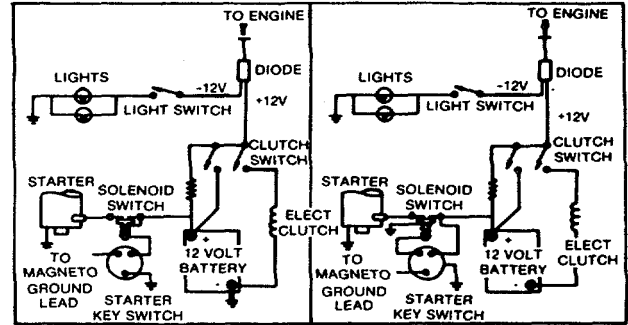 TO ENGINE
DIODE
LIGHTS
-12V
LIGHT SWITCH
+12V
CLUTCH
SWITCH
STARTER
SOLENOID
SWITCH
ELECT
CLUTCH
+
12 VOLT
BATTERY
-
TO
MAGNETO
GROUND
LEAD
STARTER
KEY SWITCH
TO ENGINE
DIODE
LIGHTS
-12V
LIGHT SWITCH
+12V
CLUTCH
SWITCH
STARTER
SOLENOID
SWITCH
ELECT
CLUTCH
+
12 VOLT
BATTERY
-
TO
MAGNETO
GROUND
LEAD
STARTER
KEY SWITCH